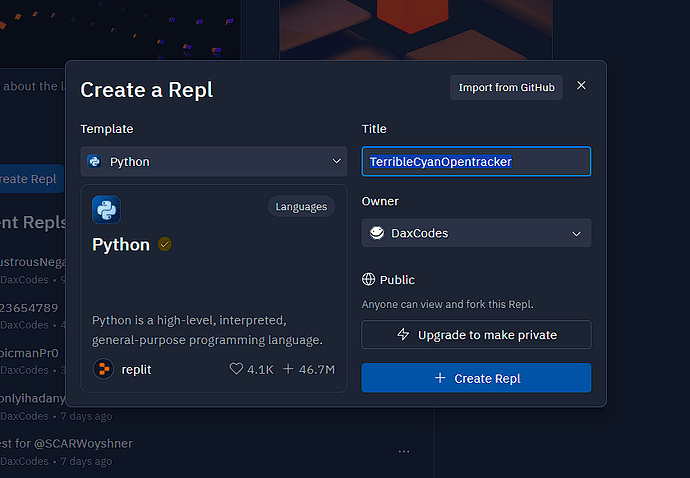 about the la
Create a Repl
Import from GitHub
Template
Title
Python
TerribleCyanOpentracker
Languages
Python
Owner
DaxCodes
Public
Anyone can view and fork this Repl.
Python is a high-level, interpreted,
general-purpose programming language.
Upgrade to make private
replit
4.1K
46.7M
Create Repl
reate Repl
ent Repls
ustrousNega
DaxCodes •
23654789
DaxCodes • 4
picmanPr0
DaxCodes • 3
onlyihadany
DaxCodes • 7 days ago
est for @SCARWoyshner
DaxCodes • 7 days ago